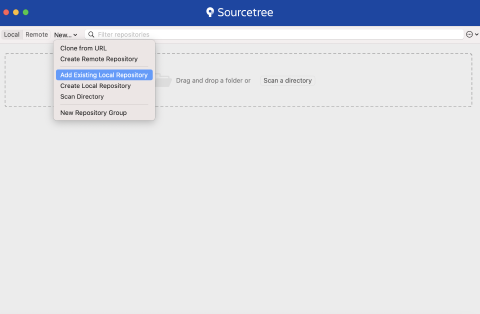 Sourcetree
Local Remote New... Filter repositories
Clone from URL
Create Remote Repository
Add Existing Local Repository
Drag and drop a folder or Scan a directory
Create Local Repository
Scan Directory
New Repository Group